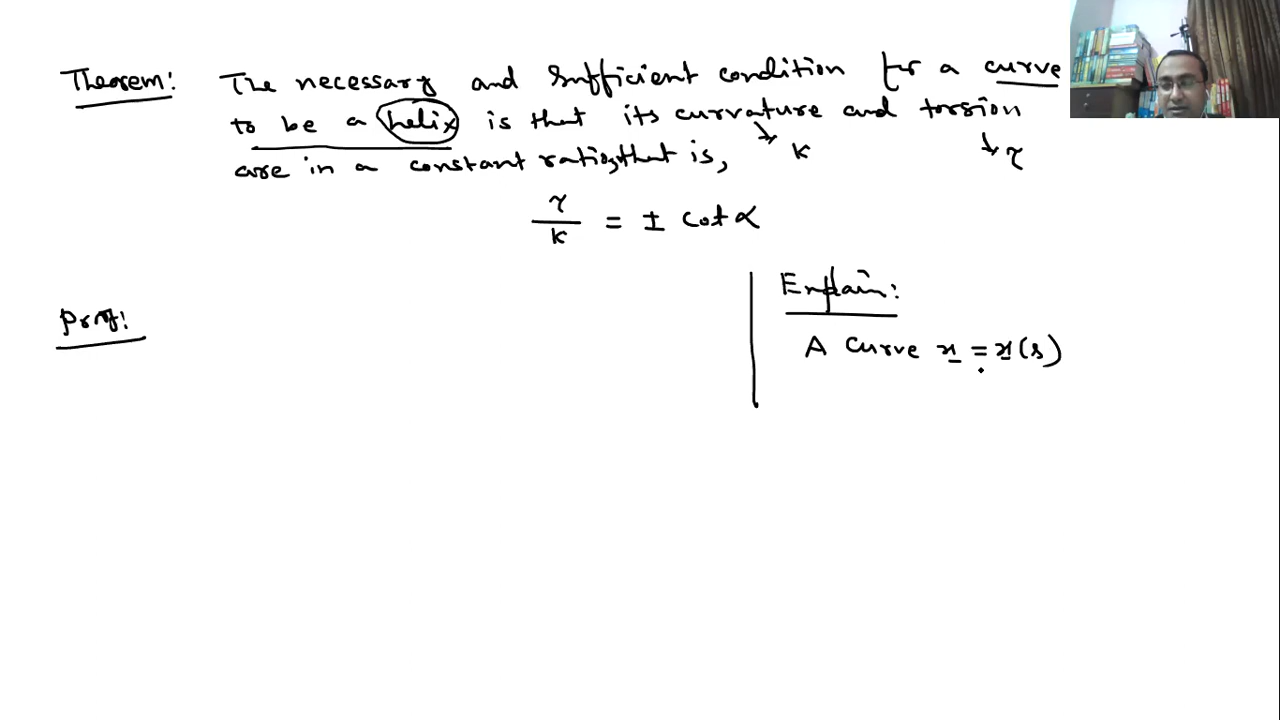 Theorem: The necessary and sufficient condition for a curve
to be a helix is that its curvature and torsion
κ τ
are in a constant ratio, that is,
τ/κ = ± cot α
Explain:
Proof:
A curve x = x(s)